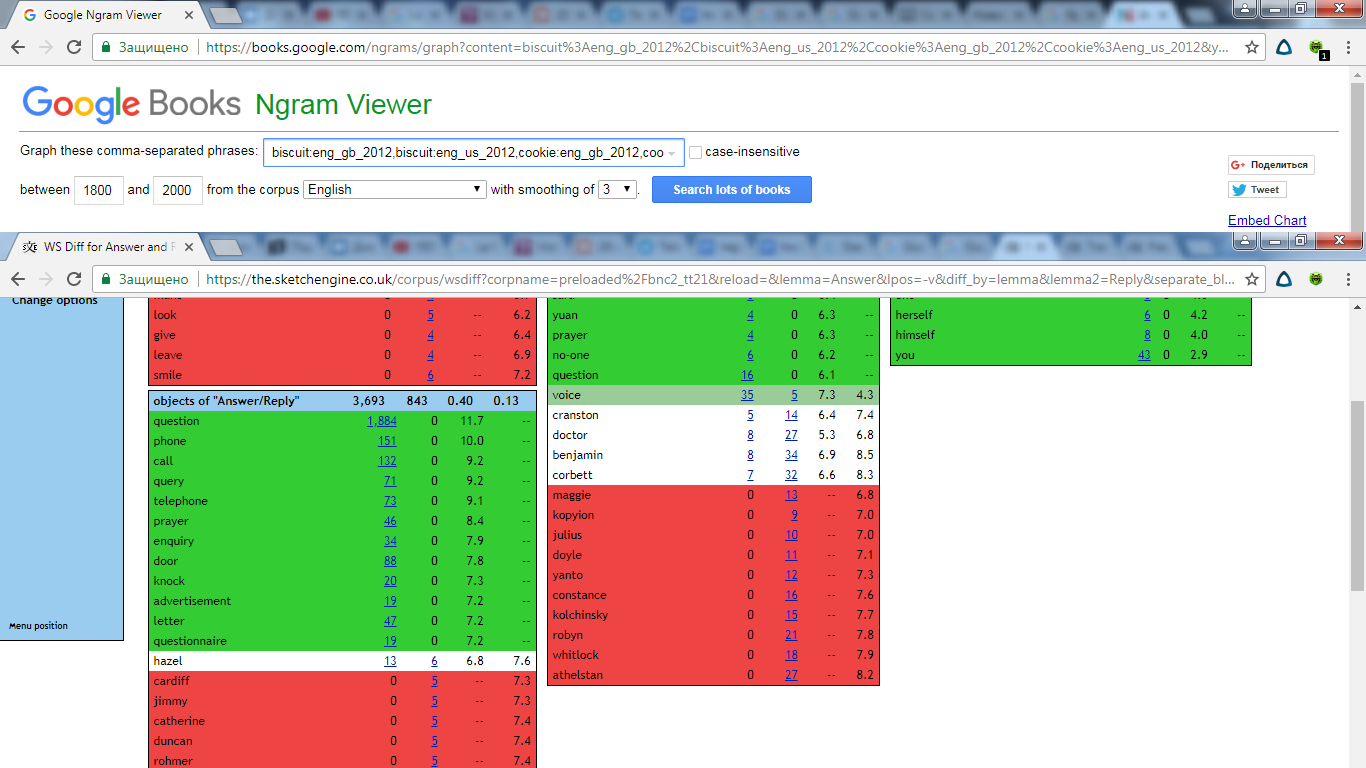 Google Ngram Viewer
Защищено https://books.google.com/ngrams/graph?content=biscuit%3Aeng_gb_2012%2Cbiscuit%3Aeng_us_2012%2Ccookie%3Aeng_gb_2012%2Ccookie%3Aeng_us_2012&y... 1
Google Books Ngram Viewer
Graph these comma-separated phrases: biscuit:eng_gb_2012,biscuit:eng_us_2012,cookie:eng_gb_2012,coo case-insensitive
G+ Поделиться
between 1800 and 2000 from the corpus English with smoothing of 3 . Search lots of books
Tweet
Embed Chart
WS Diff for Answer and
Защищено https://the.sketchengine.co.uk/corpus/wsdiff?corpname=preloaded%2Fbnc2_tt21&reload=&lemma=Answer&lpos=-v&diff_by=lemma&lemma2=Reply&separate_bl...
Change options
Menu position
look 0 5 -- 6.2
give 0 4 -- 6.4
leave 0 4 -- 6.9
smile 0 6 -- 7.2
objects of "Answer/Reply" 3,693 843 0.40 0.13
question 1,884 0 11.7 --
phone 151 0 10.0 --
call 132 0 9.2 --
query 71 0 9.2 --
telephone 73 0 9.1 --
prayer 46 0 8.4 --
enquiry 34 0 7.9 --
door 88 0 7.8 --
knock 20 0 7.3 --
advertisement 19 0 7.2 --
letter 47 0 7.2 --
questionnaire 19 0 7.2 --
hazel 13 6 6.8 7.6
cardiff 0 5 -- 7.3
jimmy 0 5 -- 7.3
catherine 0 5 -- 7.4
duncan 0 5 -- 7.4
rohmer 0 5 -- 7.4
yuan 4 0 6.3 --
prayer 4 0 6.3 --
no-one 6 0 6.2 --
question 16 0 6.1 --
voice 35 5 7.3 4.3
cranston 5 14 6.4 7.4
doctor 8 27 5.3 6.8
benjamin 8 34 6.9 8.5
corbett 7 32 6.6 8.3
maggie 0 13 -- 6.8
kopyion 0 9 -- 7.0
julius 0 10 -- 7.0
doyle 0 11 -- 7.1
yanto 0 12 -- 7.3
constance 0 16 -- 7.6
kolchinsky 0 15 -- 7.7
robyn 0 21 -- 7.8
whitlock 0 18 -- 7.9
athelstan 0 27 -- 8.2
herself 6 0 4.2 --
himself 8 0 4.0 --
you 43 0 2.9 --